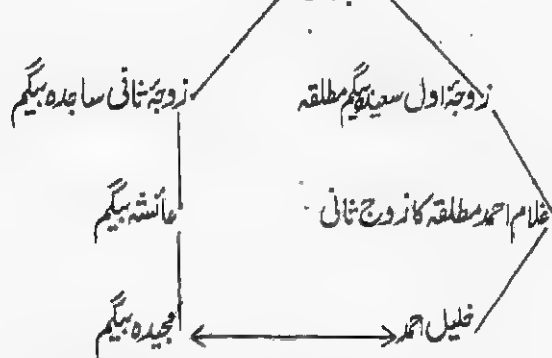 زوجۂ اول سعیدہ بیگم مطلقہ زوجۂ ثانی ساجدہ بیگم
غلام احمد مطلقہ کا زوج ثانی عائشہ بیگم
خلیل احمد مجیدہ بیگم